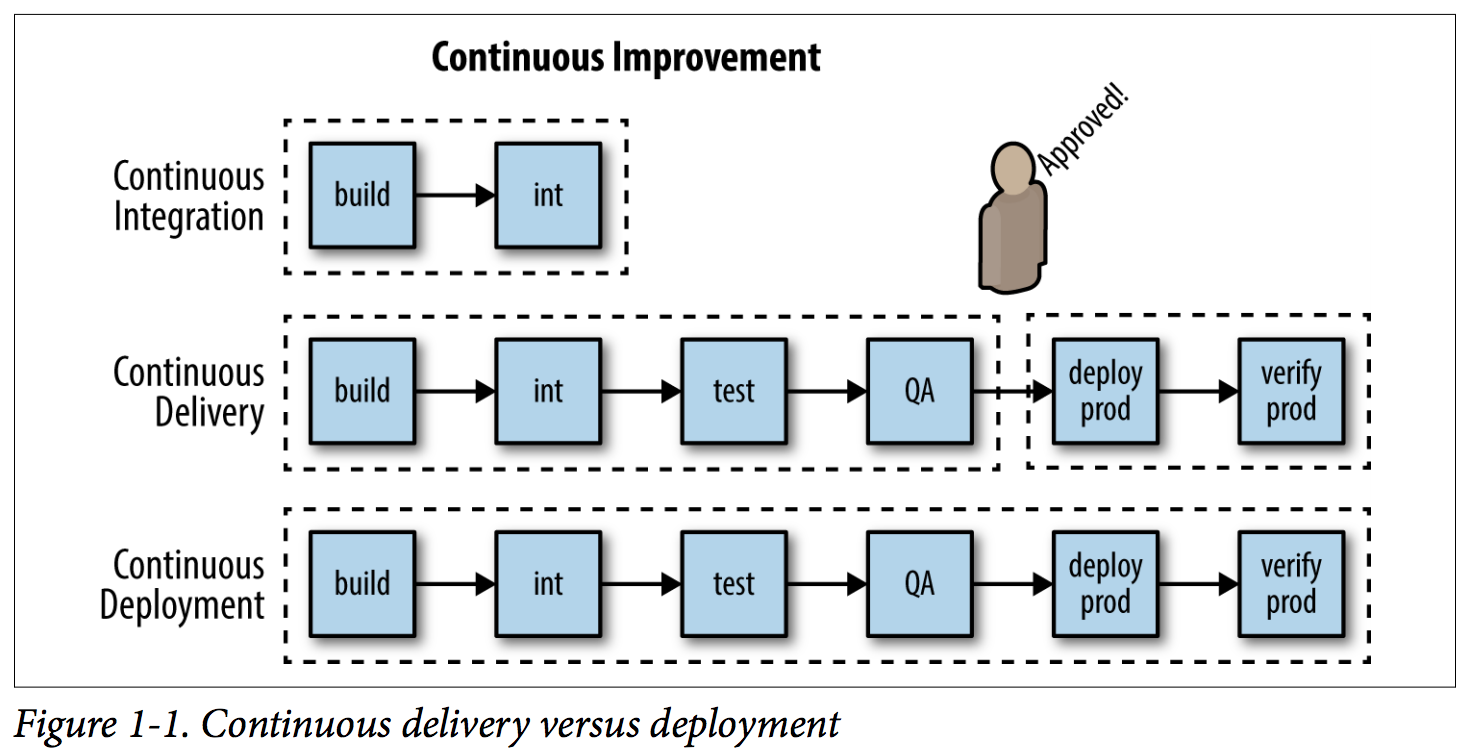 Continuous Improvement
Approved!
Continuous
Integration
build
int
Continuous
Delivery
build
int
test
QA
deploy
prod
verify
prod
Continuous
Deployment
build
int
test
QA
deploy
prod
verify
prod
Figure 1-1. Continuous delivery versus deployment